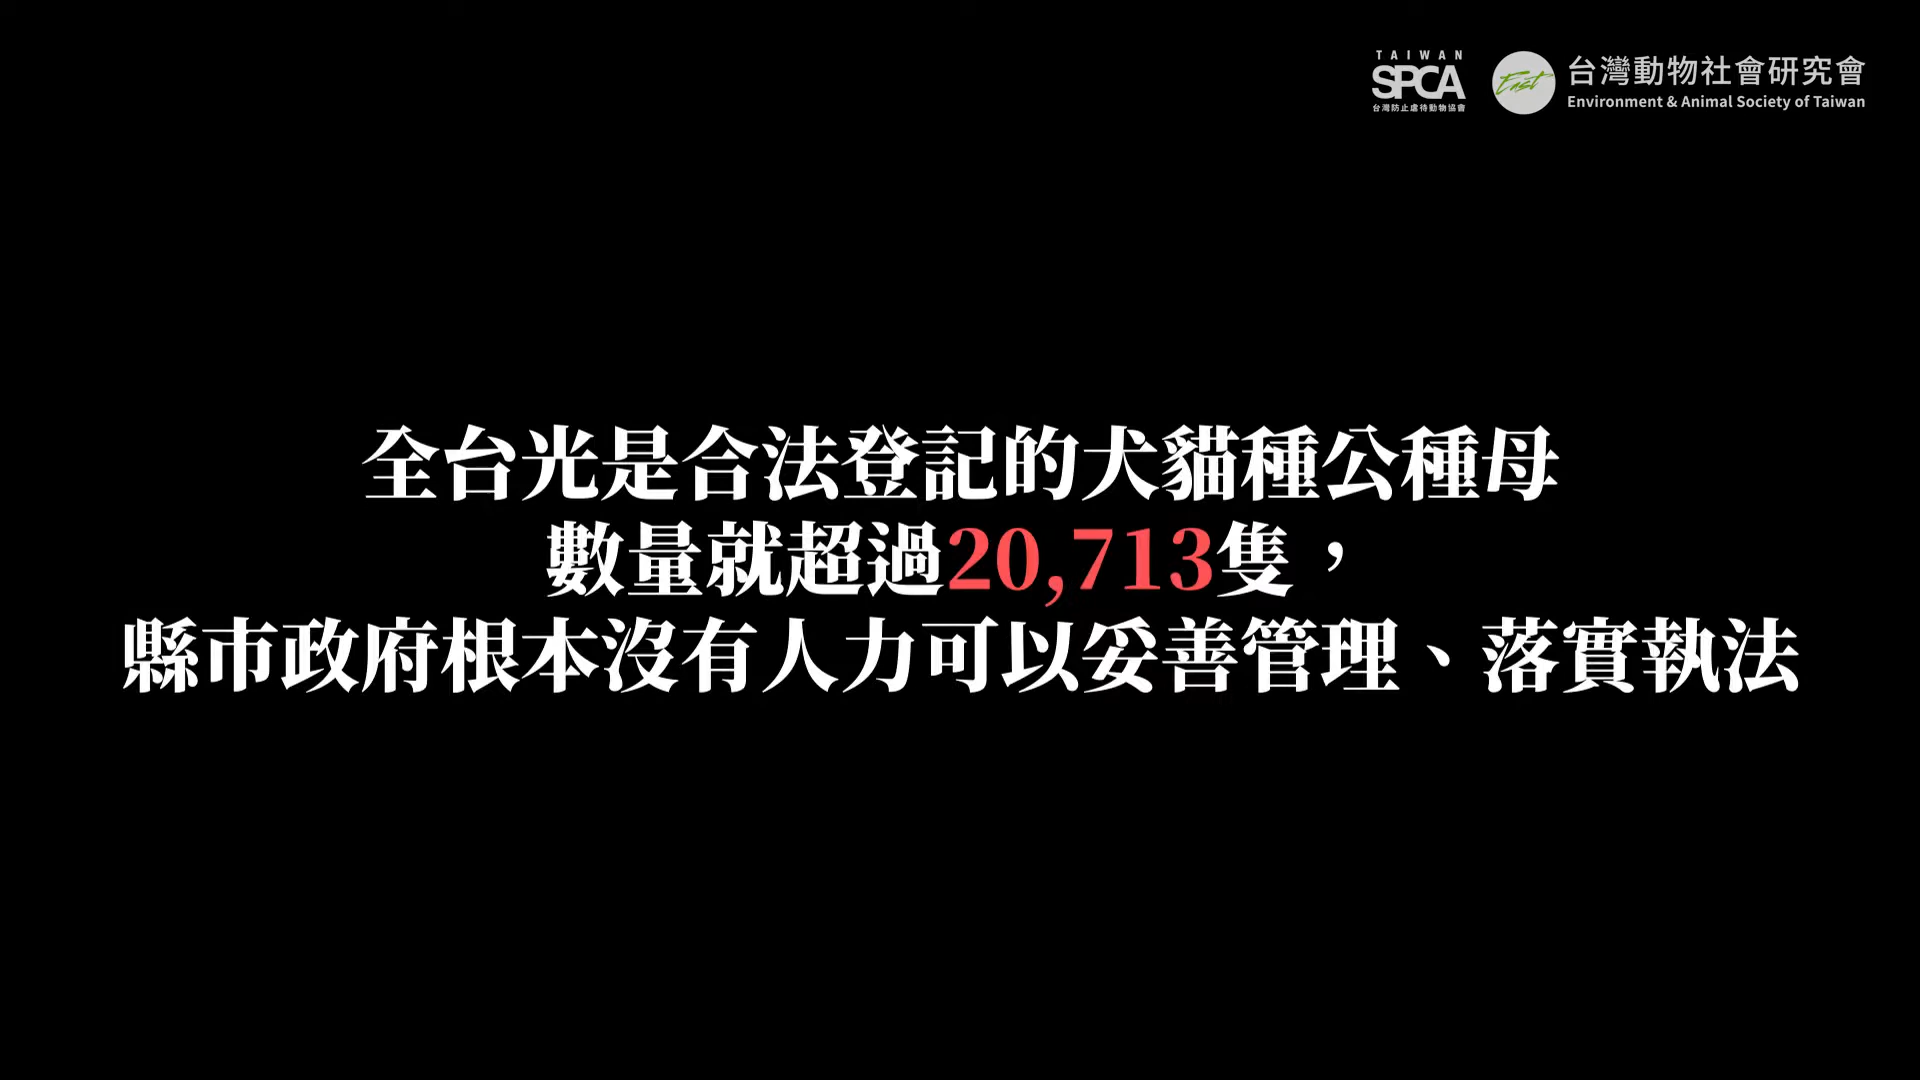 TAIWAN
SPCA
台灣防止虐待動物協會
East
台灣動物社會研究會
Environment & Animal Society of Taiwan
全台光是合法登記的犬貓種公種母
數量就超過20,713隻，
縣市政府根本沒有人力可以妥善管理、落實執法